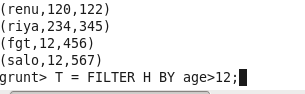 (renu,120,122)
(riya,234,345)
(fgt,12,456)
(salo,12,567)
grunt> T = FILTER H BY age>12;